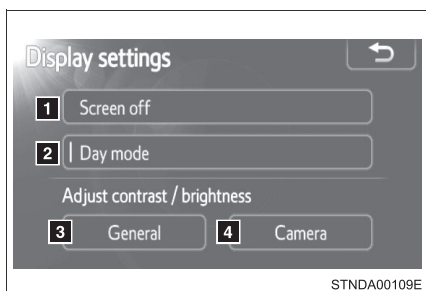 Display settings
1 Screen off
2 Day mode
Adjust contrast / brightness
3 General 4 Camera
STNDA00109E